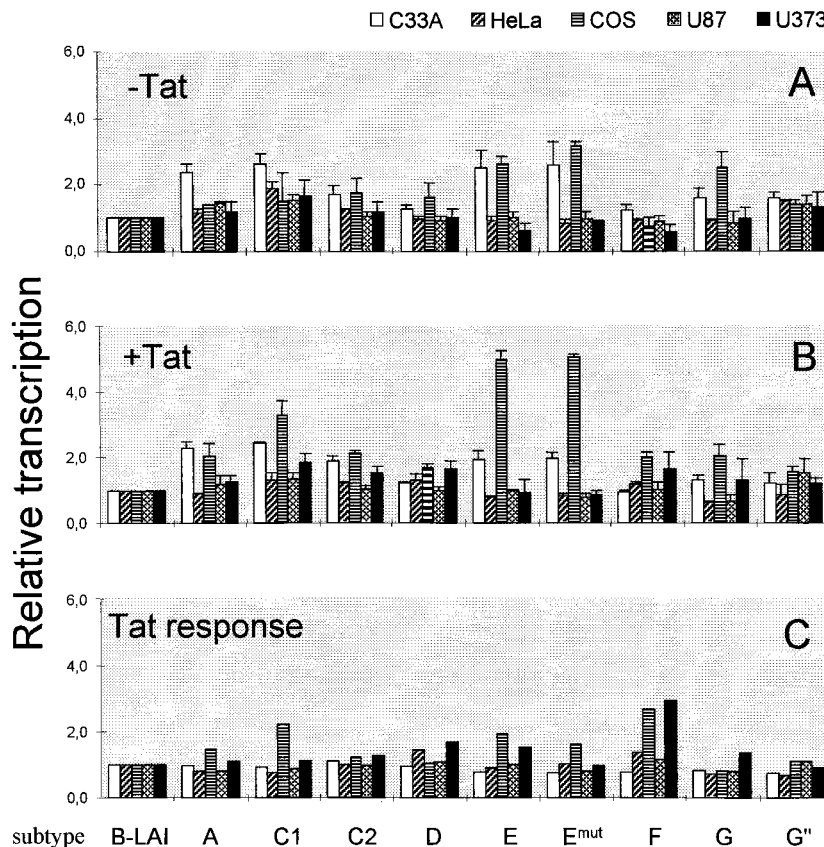 C33A HeLa COS U87 U373
6,0
-Tat
A
4,0
2,0
0,0
6,0
+Tat
B
4,0
2,0
0,0
6,0
Tat response
C
4,0
2,0
0,0
Relative transcription
subtype B-LAI A C1 C2 D E Emut F G G"